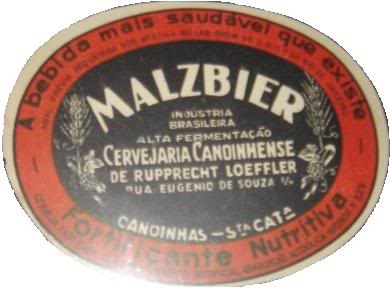 A bebida mais saudável que existe
MALZBIER
INDÚSTRIA
BRASILEIRA
ALTA FERMENTAÇÃO
CERVEJARIA CANOINHENSE
DE RUPPRECHT LOEFFLER
RUA EUGENIO DE SOUZA S/n
CANOINHAS – STA CATA
Fortificante Nutritiva